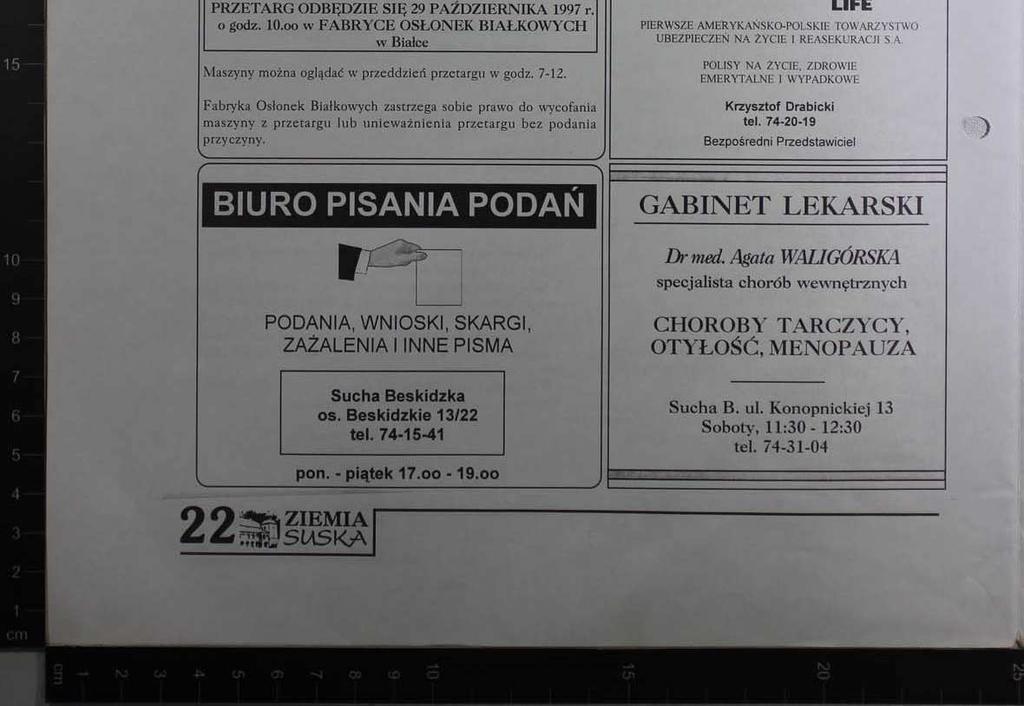 PRZETARG ODBĘDZIE SIĘ 29 PAŹDZIERNIKA 1997 r.
o godz. 10.oo w FABRYCE OSŁONEK BIAŁKOWYCH
w Białce
Maszyny można oglądać w przeddzień przetargu w godz. 7-12.
Fabryka Osłonek Białkowych zastrzega sobie prawo do wycofania
maszyny z przetargu lub unieważnienia przetargu bez podania
przyczyny.
LIFE
PIERWSZE AMERYKAŃSKO-POLSKIE TOWARZYSTWO
UBEZPIECZEŃ NA ŻYCIE I REASEKURACJI S.A.
POLISY NA ŻYCIE, ZDROWIE
EMERYTALNE I WYPADKOWE
Krzysztof Drabicki
tel. 74-20-19
Bezpośredni Przedstawiciel
BIURO PISANIA PODAŃ
PODANIA, WNIOSKI, SKARGI,
ZAŻALENIA I INNE PISMA
Sucha Beskidzka
os. Beskidzkie 13/22
tel. 74-15-41
pon. - piątek 17.oo - 19.oo
GABINET LEKARSKI
Dr med. Agata WALIGÓRSKA
specjalista chorób wewnętrznych
CHOROBY TARCZYCY,
OTYŁOŚĆ, MENOPAUZA
Sucha B. ul. Konopnickiej 13
Soboty, 11:30 - 12:30
tel. 74-31-04
22 ZIEMIA
SUSKA
15
10
9
8
7
6
5
4
3
2
1
cm
cm 1 2 3 4 5 6 7 8 9 10 15 20 25